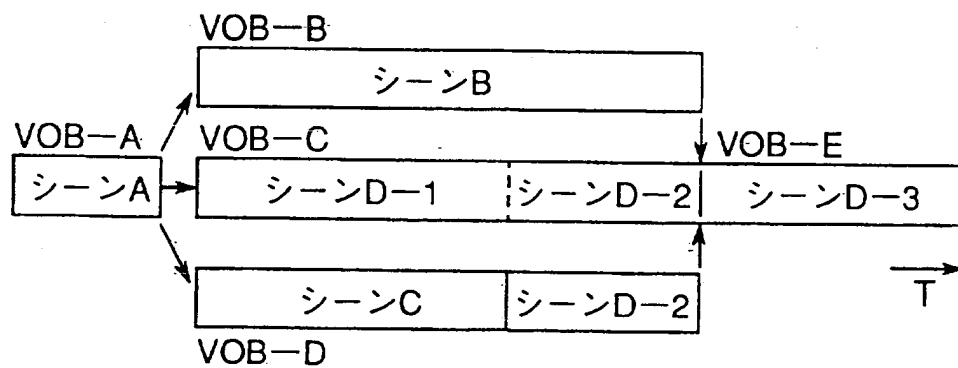 VOB—B
シーンB
VOB—A
VOB—C
VOB—E
シーンA
シーンD—1
シーンD—2
シーンD—3
シーンC
シーンD—2
T
VOB—D